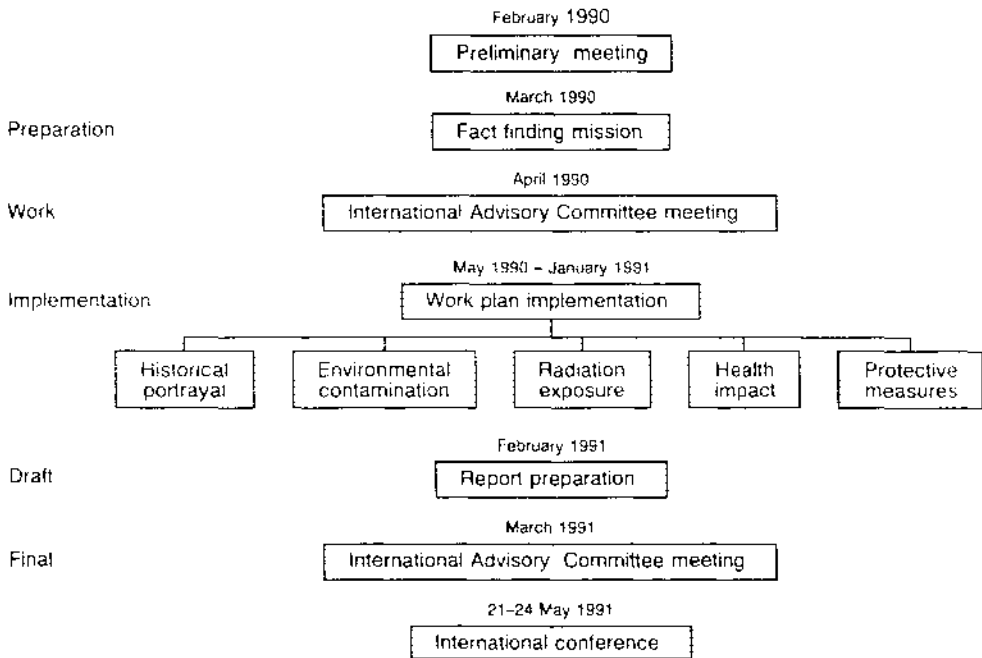 February 1990
Preliminary meeting
March 1990
Preparation
Fact finding mission
April 1990
Work
International Advisory Committee meeting
May 1990 – January 1991
Implementation
Work plan implementation
Historical
portrayal
Environmental
contamination
Radiation
exposure
Health
impact
Protective
measures
February 1991
Draft
Report preparation
March 1991
Final
International Advisory Committee meeting
21–24 May 1991
International conference